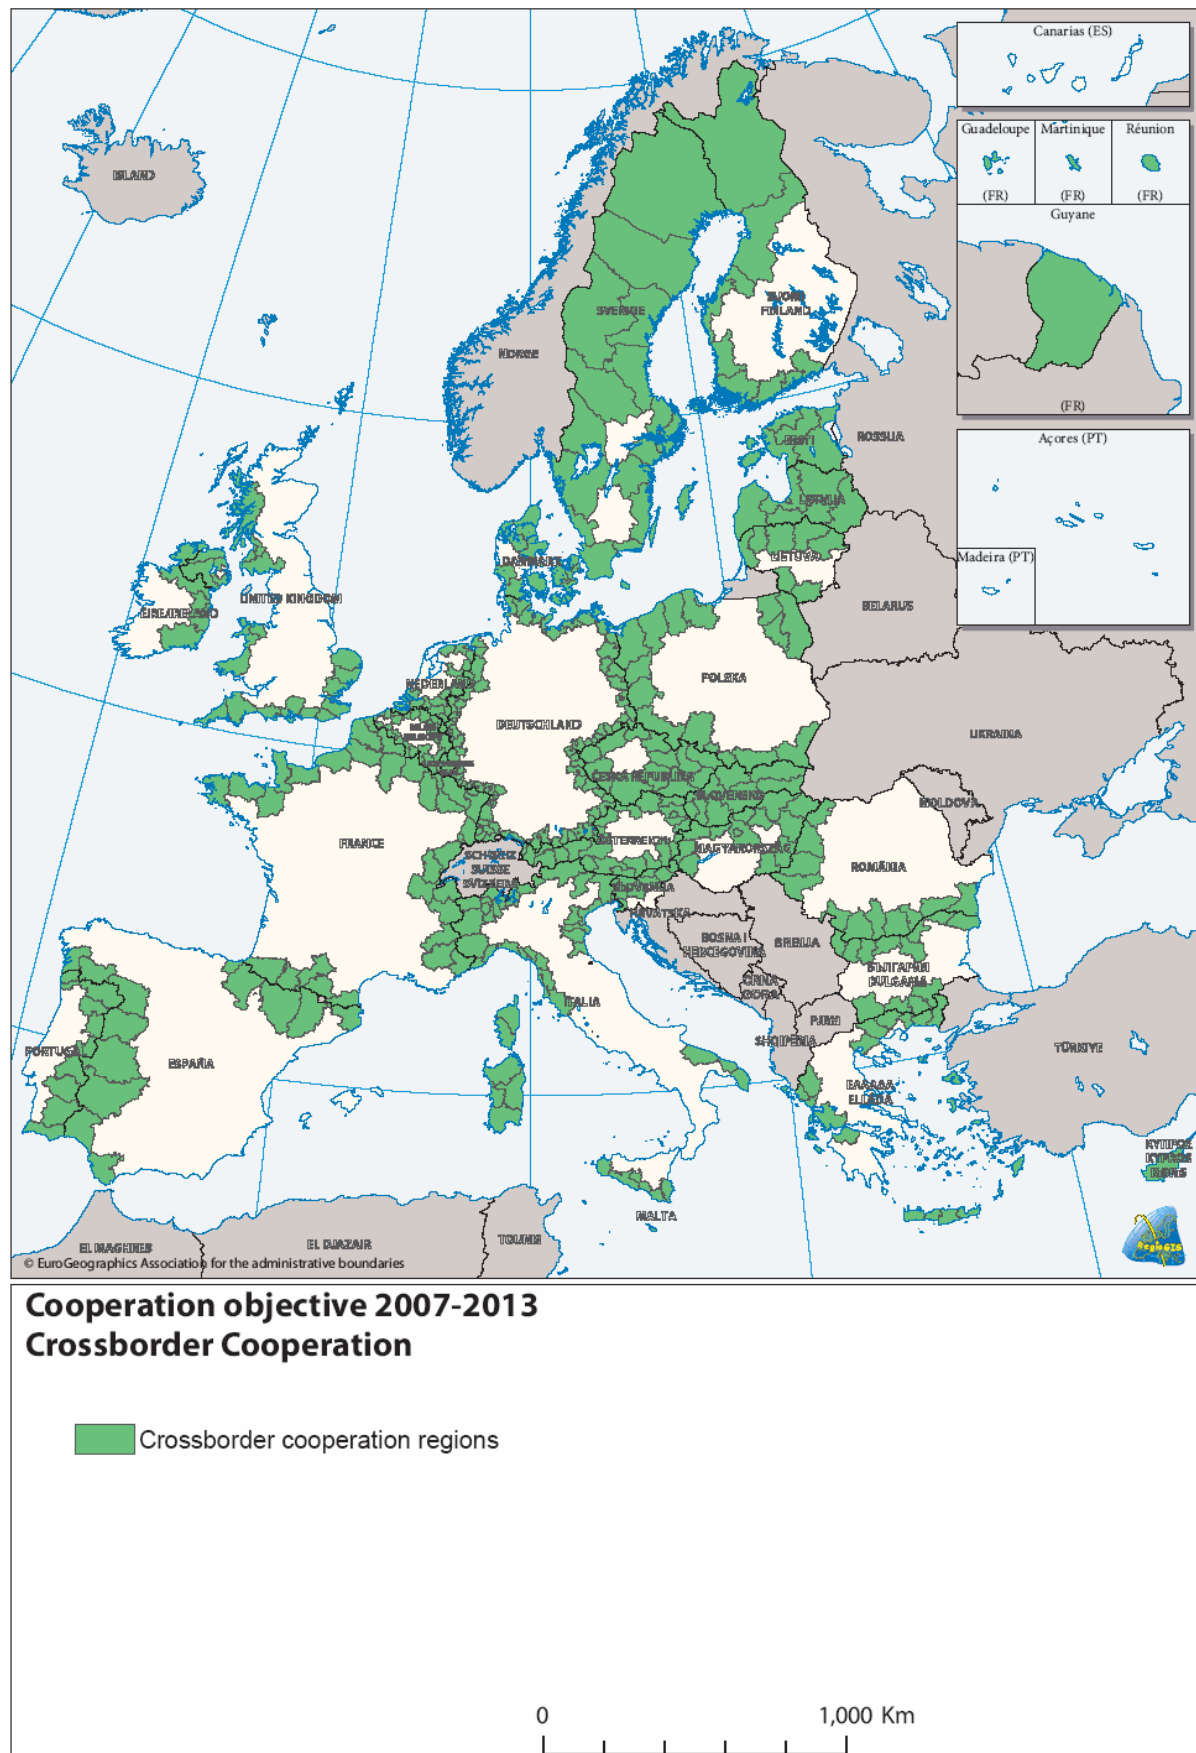 Canarias (ES)
Guadeloupe
Martinique
Réunion
(FR)
(FR)
(FR)
Guyane
(FR)
Açores (PT)
Madeira (PT)
ISLAND
NORGE
SVERIGE
SUOMI
FINLAND
EESTI
ROSSIJA
LATVIJA
LIETUVA
DANMARK
BELARUS
UNITED KINGDOM
EIRE/IRELAND
NEDERLAND
POLSKA
DEUTSCHLAND
UKRAINA
ČESKÁ REPUBLIKA
SLOVENSKO
MOLDOVA
FRANCE
ÖSTERREICH
MAGYARORSZÁG
SCHWEIZ
SUISSE
SVIZZERA
ROMÂNIA
SLOVENIJA
HRVATSKA
BOSNA I
HERCEGOVINA
SRBIJA
BULGARIA
CRNA
GORA
ITALIA
SHQIPERIA
TÜRKIYE
PORTUGAL
ESPAÑA
ELLADA
KYPROS
KIBRIS
MALTA
EL MAGHREB
EL DJAZAIR
TOUNIS
RegioGIS
© EuroGeographics Association for the administrative boundaries
Cooperation objective 2007-2013
Crossborder Cooperation
Crossborder cooperation regions
0 1,000 Km